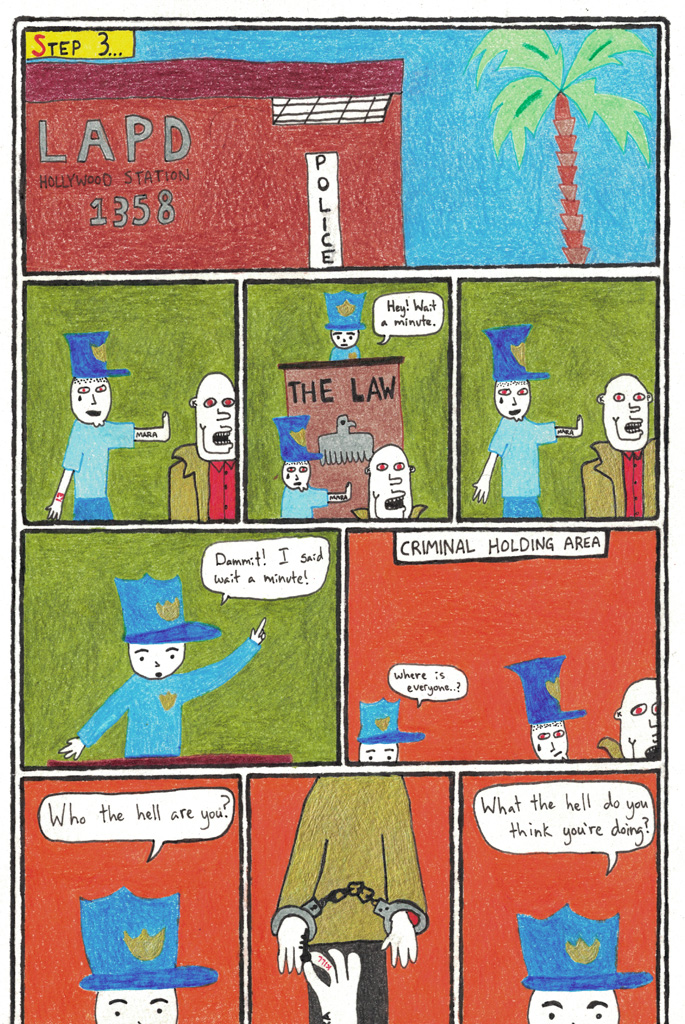 STEP 3...
LAPD
HOLLYWOOD STATION
1358
POLICE
MARA
Hey! Wait
a minute.
THE LAW
MARA
MARA
Dammit! I said
wait a minute!
CRIMINAL HOLDING AREA
Where is
everyone..?
Who the hell are you?
KILL
What the hell do you
think you're doing?